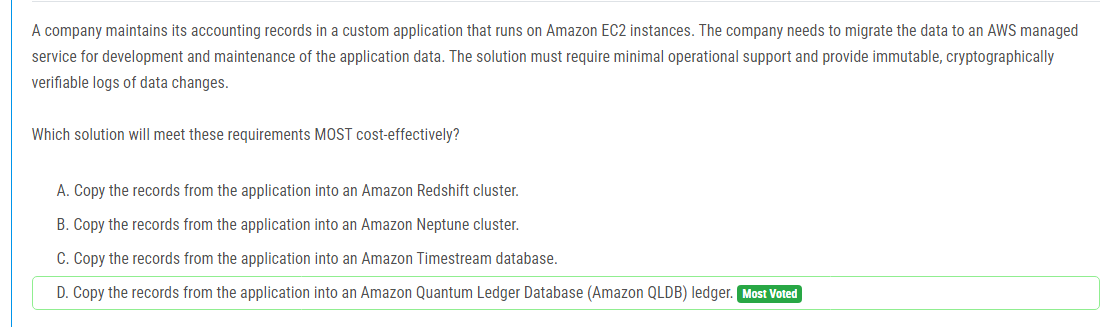 A company maintains its accounting records in a custom application that runs on Amazon EC2 instances. The company needs to migrate the data to an AWS managed
service for development and maintenance of the application data. The solution must require minimal operational support and provide immutable, cryptographically
verifiable logs of data changes.
Which solution will meet these requirements MOST cost-effectively?
A. Copy the records from the application into an Amazon Redshift cluster.
B. Copy the records from the application into an Amazon Neptune cluster.
C. Copy the records from the application into an Amazon Timestream database.
D. Copy the records from the application into an Amazon Quantum Ledger Database (Amazon QLDB) ledger. Most Voted